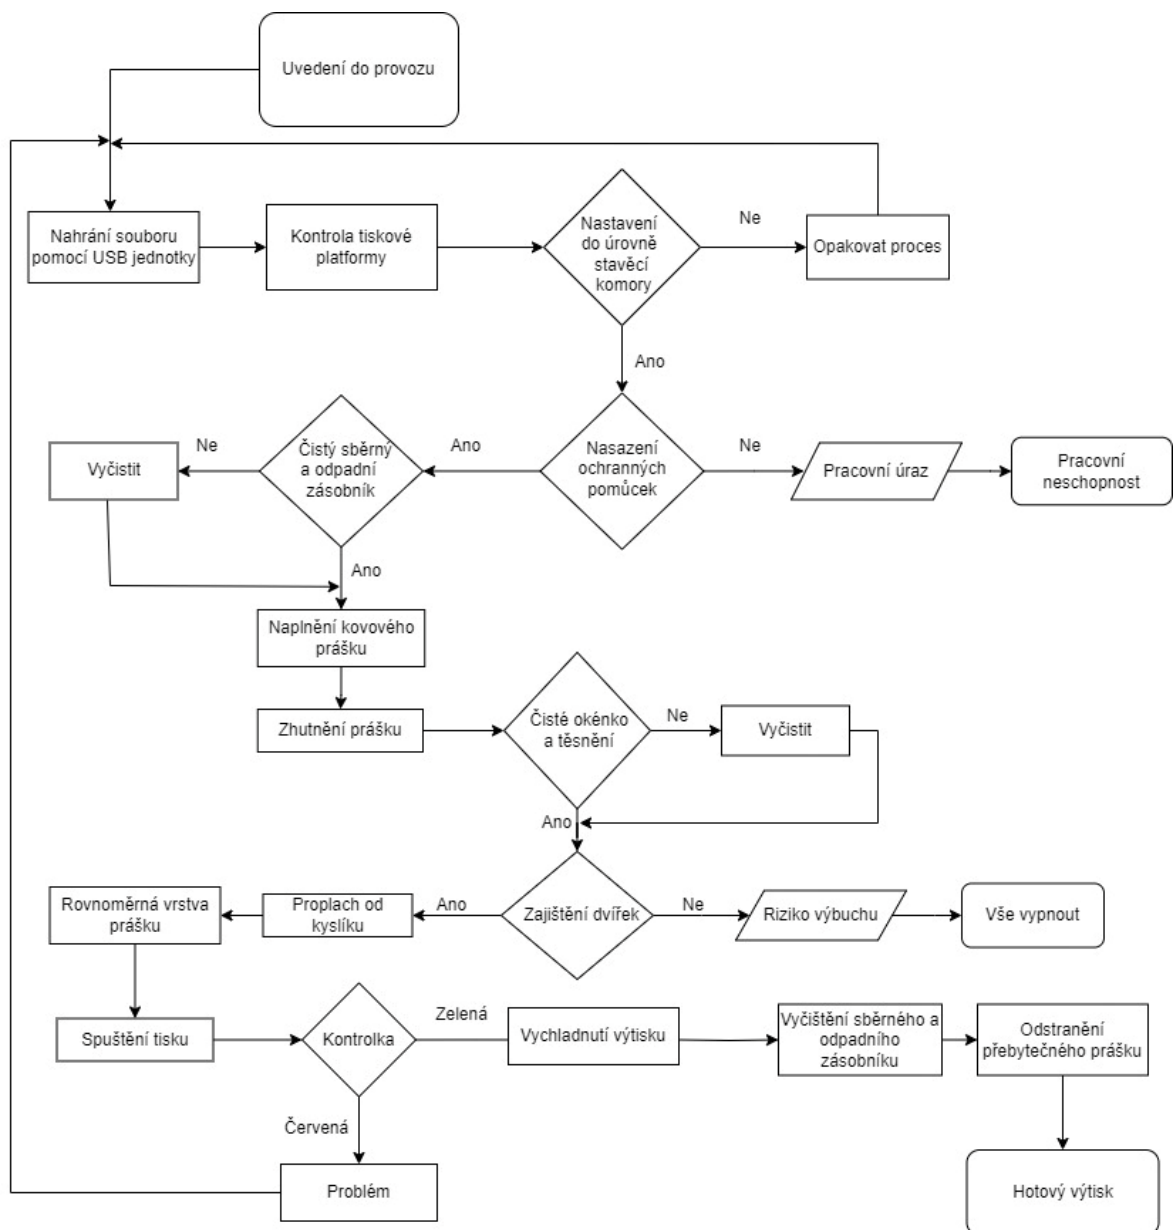 Uvedení do provozu
Nahrání souboru
pomocí USB jednotky
Kontrola tiskové
platformy
Nastavení
do úrovně
stavěcí
komory
Ne
Opakovat proces
Ano
Vyčistit
Ne
Čistý sběrný
a odpadní
zásobník
Ano
Nasazení
ochranných
pomůcek
Ne
Pracovní úraz
Pracovní
neschopnost
Ano
Naplnění kovového
prášku
Zhutnění prášku
Čisté okénko
a těsnění
Ne
Vyčistit
Ano
Rovnoměrná vrstva
prášku
Proplach od
kyslíku
Ano
Zajištění dvířek
Ne
Riziko výbuchu
Vše vypnout
Spuštění tisku
Kontrolka
Zelená
Vychladnutí výtisku
Vyčištění sběrného a
odpadního
zásobníku
Odstranění
přebytečného prášku
Červená
Problém
Hotový výtisk